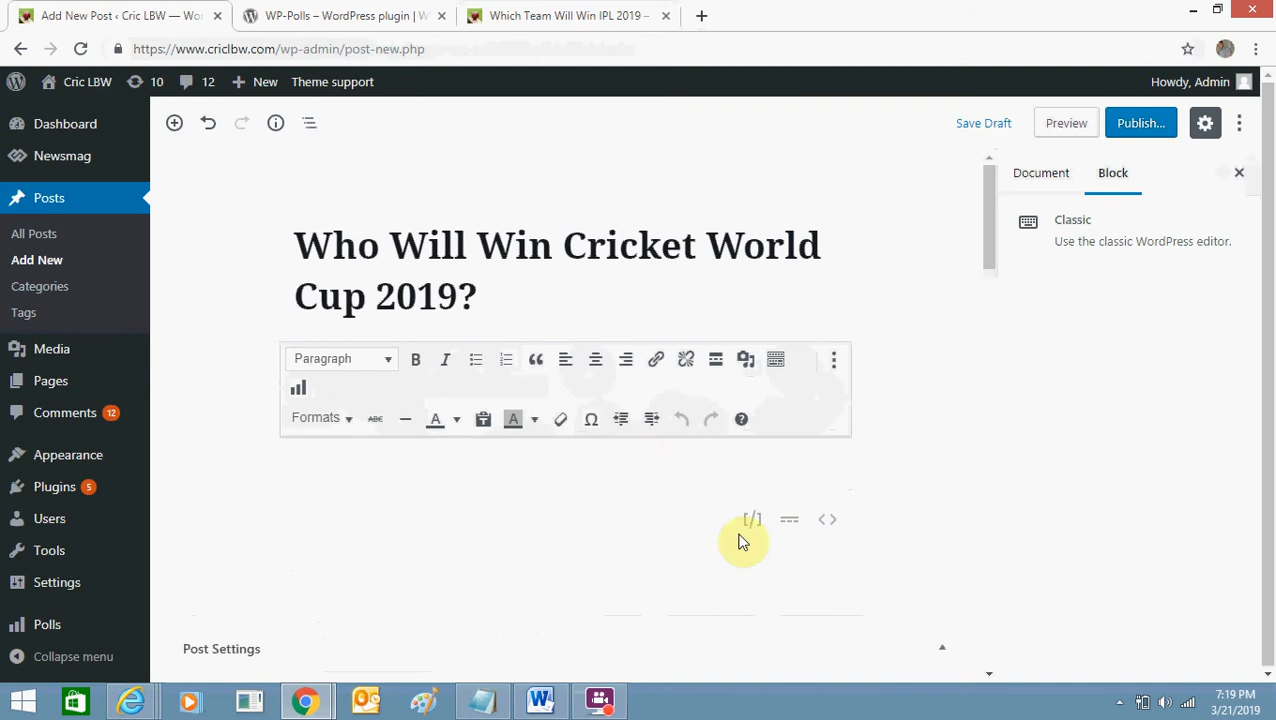 Add New Post ‹ Cric LBW — Wor
WP-Polls – WordPress plugin |
Which Team Will Win IPL 2019 –
https://www.criclbw.com/wp-admin/post-new.php
Cric LBW
10
12
New
Theme support
Howdy, Admin
Dashboard
Newsmag
Posts
All Posts
Add New
Categories
Tags
Media
Pages
Comments 12
Appearance
Plugins 5
Users
Tools
Settings
Polls
Collapse menu
Save Draft
Preview
Publish...
Document
Block
Classic
Use the classic WordPress editor.
Who Will Win Cricket World
Cup 2019?
Paragraph
B
I
Formats
ABC
A
A
Ω
[/]
< >
Post Settings
7:19 PM
3/21/2019